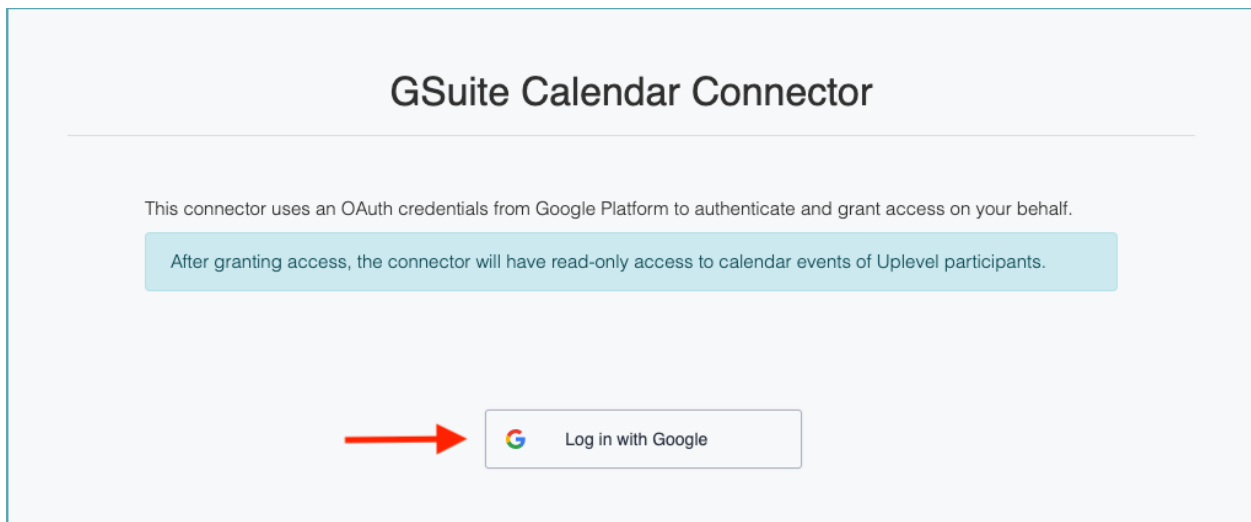 GSuite Calendar Connector
This connector uses an OAuth credentials from Google Platform to authenticate and grant access on your behalf.
After granting access, the connector will have read-only access to calendar events of Uplevel participants.
Log in with Google